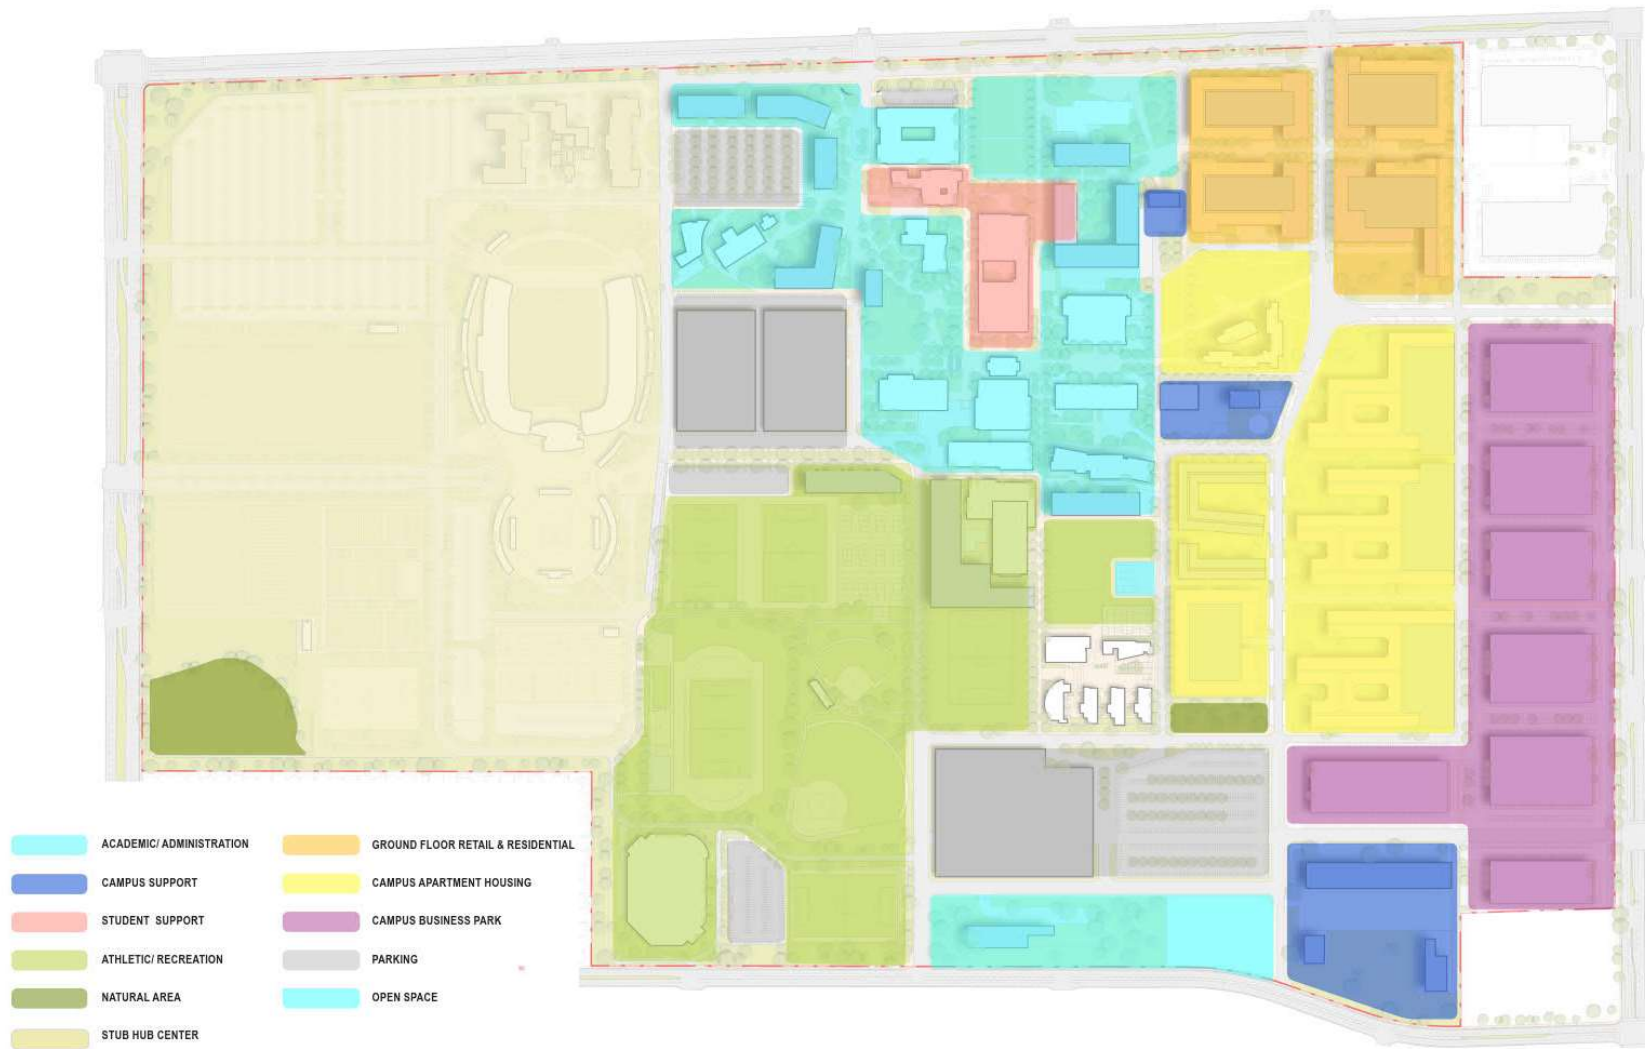 ACADEMIC/ ADMINISTRATION
CAMPUS SUPPORT
STUDENT SUPPORT
ATHLETIC/ RECREATION
NATURAL AREA
STUB HUB CENTER
GROUND FLOOR RETAIL & RESIDENTIAL
CAMPUS APARTMENT HOUSING
CAMPUS BUSINESS PARK
PARKING
OPEN SPACE